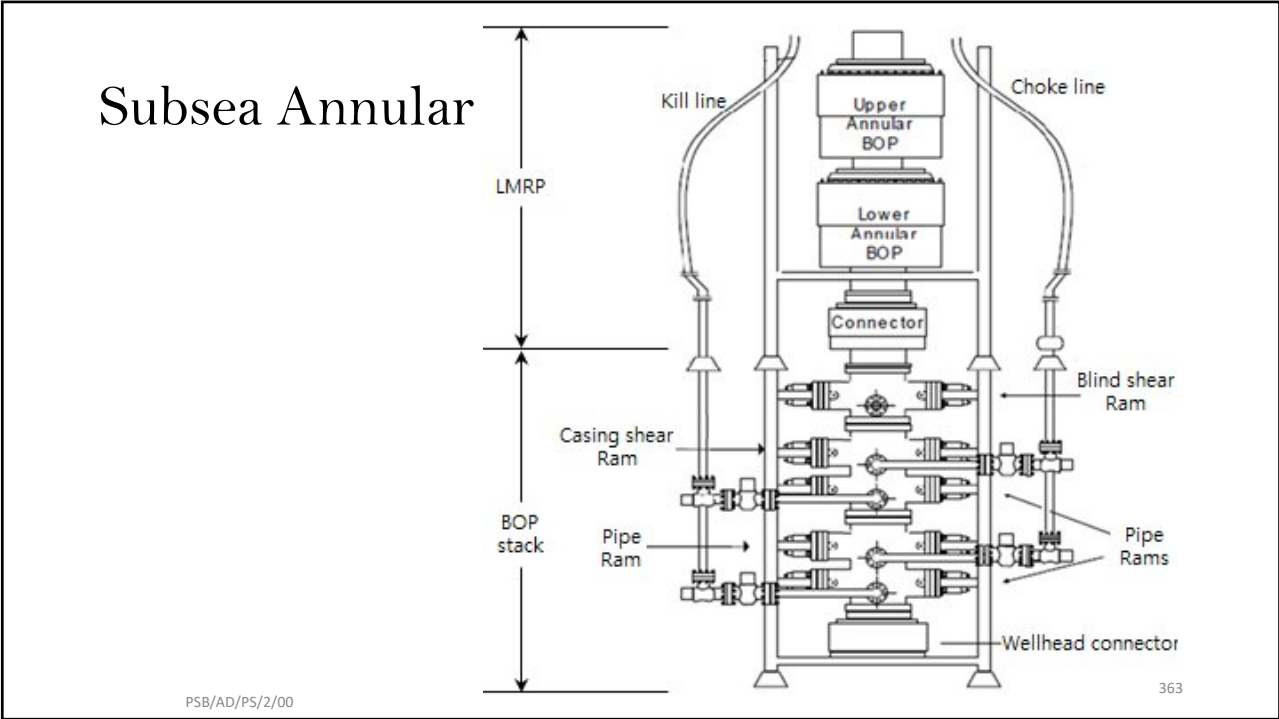 Subsea Annular
Kill line
Choke line
Upper
Annular
BOP
LMRP
Lower
Annular
BOP
Connector
Blind shear
Ram
Casing shear
Ram
BOP
stack
Pipe
Ram
Pipe
Rams
Wellhead connector
PSB/AD/PS/2/00
363